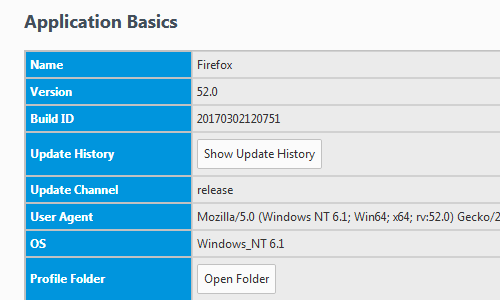 Application Basics
Name Firefox
Version 52.0
Build ID 20170302120751
Update History Show Update History
Update Channel release
User Agent Mozilla/5.0 (Windows NT 6.1; Win64; x64; rv:52.0) Gecko/2
OS Windows_NT 6.1
Profile Folder Open Folder